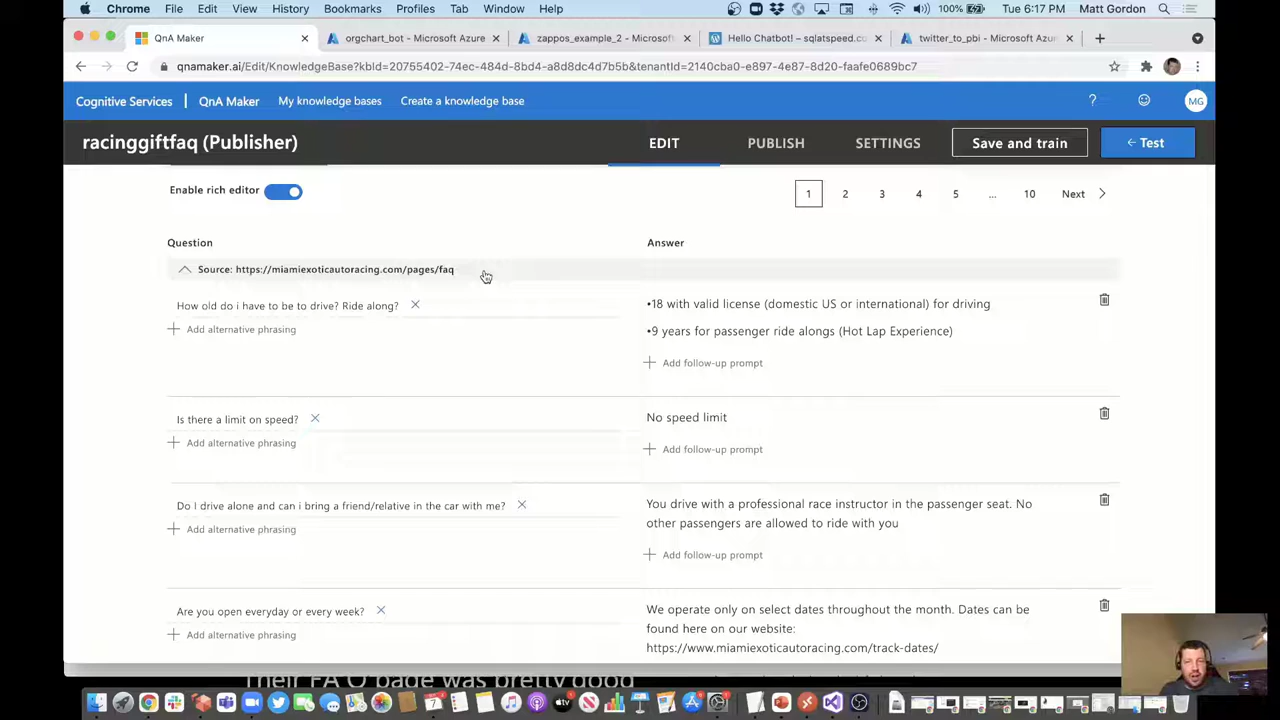 Chrome File Edit View History Bookmarks Profiles Tab Window Help 100% Tue 6:17 PM Matt Gordon
QnA Maker orgchart_bot - Microsoft Azure zappos_example_2 - Microsoft Hello Chatbot! – sqlatspeed.co twitter_to_pbi - Microsoft Azu
qnamaker.ai/Edit/KnowledgeBase?kbId=20755402-74ec-484d-8bd4-a8d8dc4d7b5b&tenantId=2140cba0-e897-4e87-8d20-faafe0689bc7
Cognitive Services | QnA Maker My knowledge bases Create a knowledge base ? MG
racinggiftfaq (Publisher) EDIT PUBLISH SETTINGS Save and train ← Test
Enable rich editor 1 2 3 4 5 ... 10 Next
Question Answer
Source: https://miamiexoticautoracing.com/pages/faq
How old do i have to be to drive? Ride along? •18 with valid license (domestic US or international) for driving
Add alternative phrasing •9 years for passenger ride alongs (Hot Lap Experience)
Add follow-up prompt
Is there a limit on speed? No speed limit
Add alternative phrasing Add follow-up prompt
Do I drive alone and can i bring a friend/relative in the car with me? You drive with a professional race instructor in the passenger seat. No
Add alternative phrasing other passengers are allowed to ride with you
Add follow-up prompt
Are you open everyday or every week? We operate only on select dates throughout the month. Dates can be
Add alternative phrasing found here on our website:
https://www.miamiexoticautoracing.com/track-dates/
Their FAQ page was pretty good